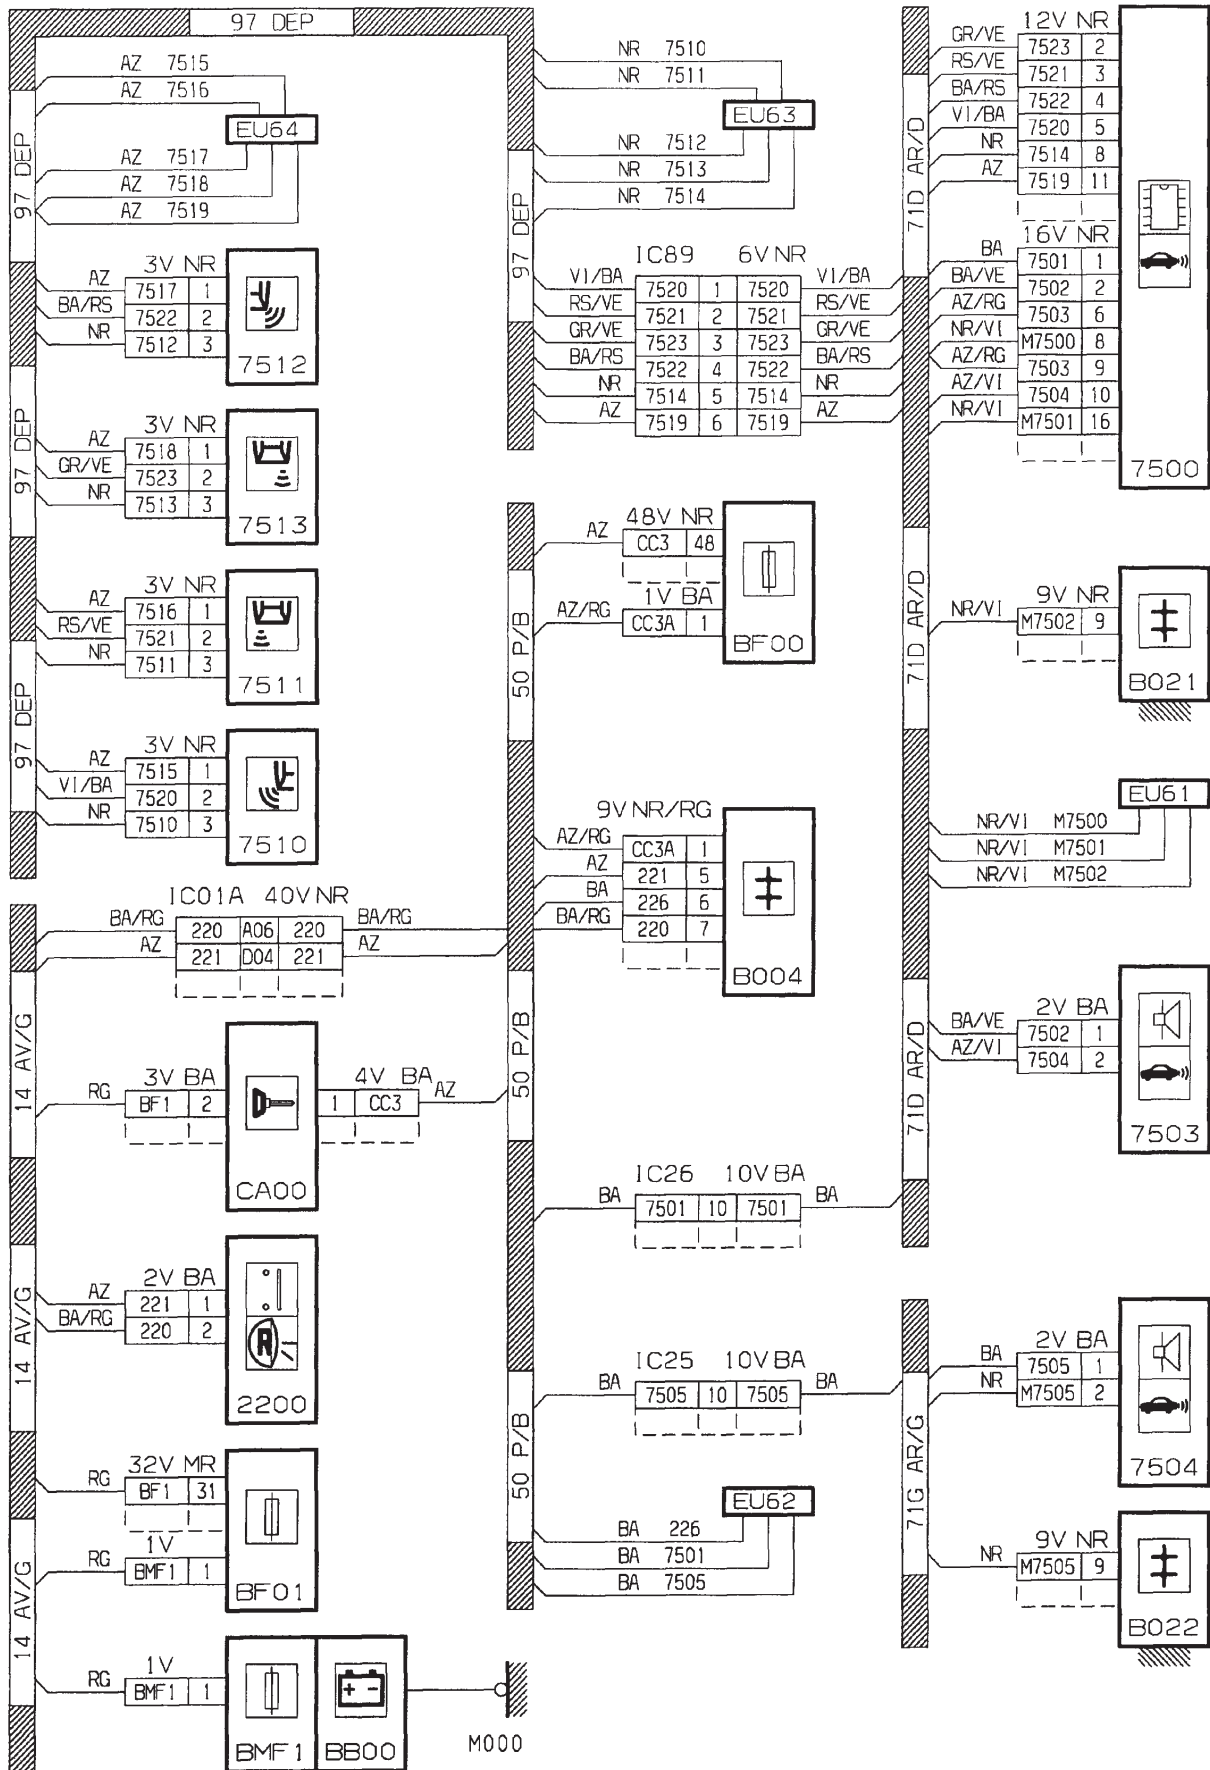 97 DEP
AZ 7515
AZ 7516
EU64
AZ 7517
AZ 7518
AZ 7519
97 DEP
3V NR
AZ 7517 1
BA/RS 7522 2
NR 7512 3
7512
97 DEP
3V NR
AZ 7518 1
GR/VE 7523 2
NR 7513 3
7513
3V NR
AZ 7516 1
RS/VE 7521 2
NR 7511 3
7511
97 DEP
3V NR
AZ 7515 1
VI/BA 7520 2
NR 7510 3
7510
IC01A 40V NR
BA/RG 220 A06 220 BA/RG
AZ 221 D04 221 AZ
14 AV/G
3V BA
RG BF1 2
4V BA
1 CC3 AZ
CA00
14 AV/G
2V BA
AZ 221 1
BA/RG 220 2
R
2200
32V MR
RG BF1 31
1V
RG BMF1 1
BF01
14 AV/G
1V
RG BMF1 1
BMF1
+ -
BB00
M000
NR 7510
NR 7511
EU63
NR 7512
NR 7513
NR 7514
97 DEP
IC89 6V NR
VI/BA 7520 1 7520 VI/BA
RS/VE 7521 2 7521 RS/VE
GR/VE 7523 3 7523 GR/VE
BA/RS 7522 4 7522 BA/RS
NR 7514 5 7514 NR
AZ 7519 6 7519 AZ
48V NR
AZ CC3 48
1V BA
AZ/RG CC3A 1
BF00
50 P/B
9V NR/RG
AZ/RG CC3A 1
AZ 221 5
BA 226 6
BA/RG 220 7
B004
50 P/B
IC26 10V BA
BA 7501 10 7501 BA
IC25 10V BA
BA 7505 10 7505 BA
50 P/B
EU62
BA 226
BA 7501
BA 7505
12V NR
GR/VE 7523 2
RS/VE 7521 3
BA/RS 7522 4
VI/BA 7520 5
NR 7514 8
AZ 7519 11
71D AR/D
16V NR
BA 7501 1
BA/VE 7502 2
AZ/RG 7503 6
NR/VI M7500 8
AZ/RG 7503 9
AZ/VI 7504 10
NR/VI M7501 16
7500
71D AR/D
9V NR
NR/VI M7502 9
B021
EU61
NR/VI M7500
NR/VI M7501
NR/VI M7502
71D AR/D
2V BA
BA/VE 7502 1
AZ/VI 7504 2
7503
2V BA
BA 7505 1
NR M7505 2
7504
71G AR/G
9V NR
NR M7505 9
B022